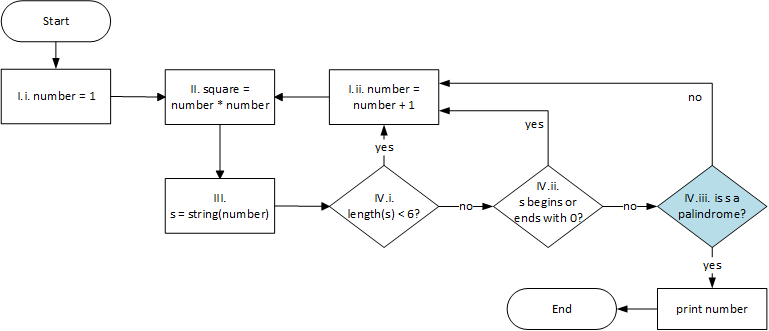 Start
I.i. number = 1
II. square =
number * number
I.ii. number =
number + 1
no
yes
yes
III.
s = string(number)
IV.i.
length(s) < 6?
no
IV.ii.
s begins or
ends with 0?
no
IV.iii. is s a
palindrome?
yes
End
print number